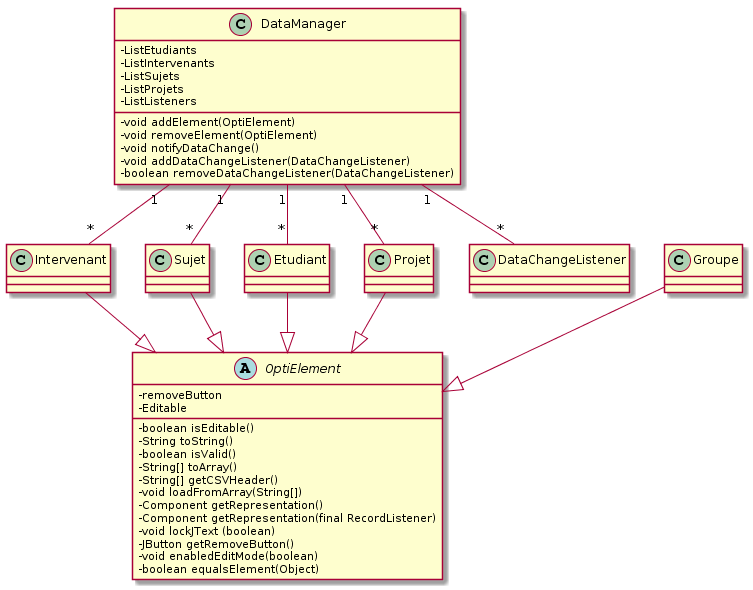 C DataManager
-ListEtudiants
-ListIntervenants
-ListSujets
-ListProjets
-ListListeners
-void addElement(OptiElement)
-void removeElement(OptiElement)
-void notifyDataChange()
-void addDataChangeListener(DataChangeListener)
-boolean removeDataChangeListener(DataChangeListener)
1 1 1 1 1
* * * * *
C Intervenant
C Sujet
C Etudiant
C Projet
C DataChangeListener
C Groupe
A OptiElement
-removeButton
-Editable
-boolean isEditable()
-String toString()
-boolean isValid()
-String[] toArray()
-String[] getCSVHeader()
-void loadFromArray(String[])
-Component getRepresentation()
-Component getRepresentation(final RecordListener)
-void lockJText (boolean)
-JButton getRemoveButton()
-void enabledEditMode(boolean)
-boolean equalsElement(Object)